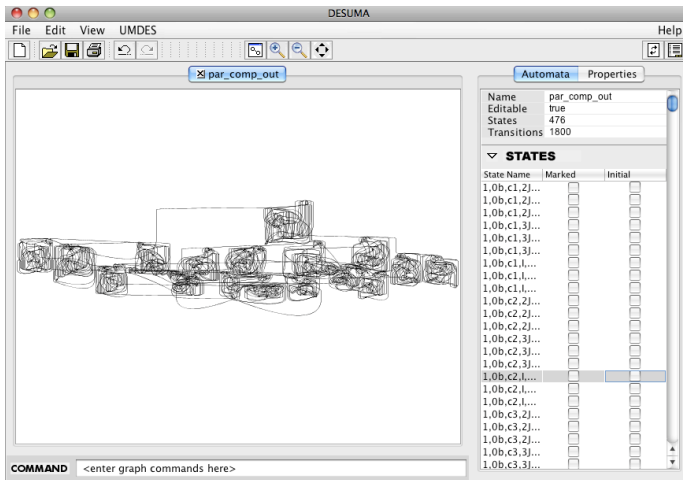 DESUMA
File Edit View UMDES Help
par_comp_out
Automata Properties
Name par_comp_out
Editable true
States 476
Transitions 1800
STATES
State Name Marked Initial
1,0b,c1,2J...
1,0b,c1,2J...
1,0b,c1,2J...
1,0b,c1,3J...
1,0b,c1,3J...
1,0b,c1,3J...
1,0b,c1,I,...
1,0b,c1,I,...
1,0b,c1,I,...
1,0b,c2,2J...
1,0b,c2,2J...
1,0b,c2,2J...
1,0b,c2,3J...
1,0b,c2,3J...
1,0b,c2,3J...
1,0b,c2,I,...
1,0b,c2,I,...
1,0b,c2,I,...
1,0b,c3,2J...
1,0b,c3,2J...
1,0b,c3,2J...
1,0b,c3,3J...
1,0b,c3,3J...
COMMAND <enter graph commands here>